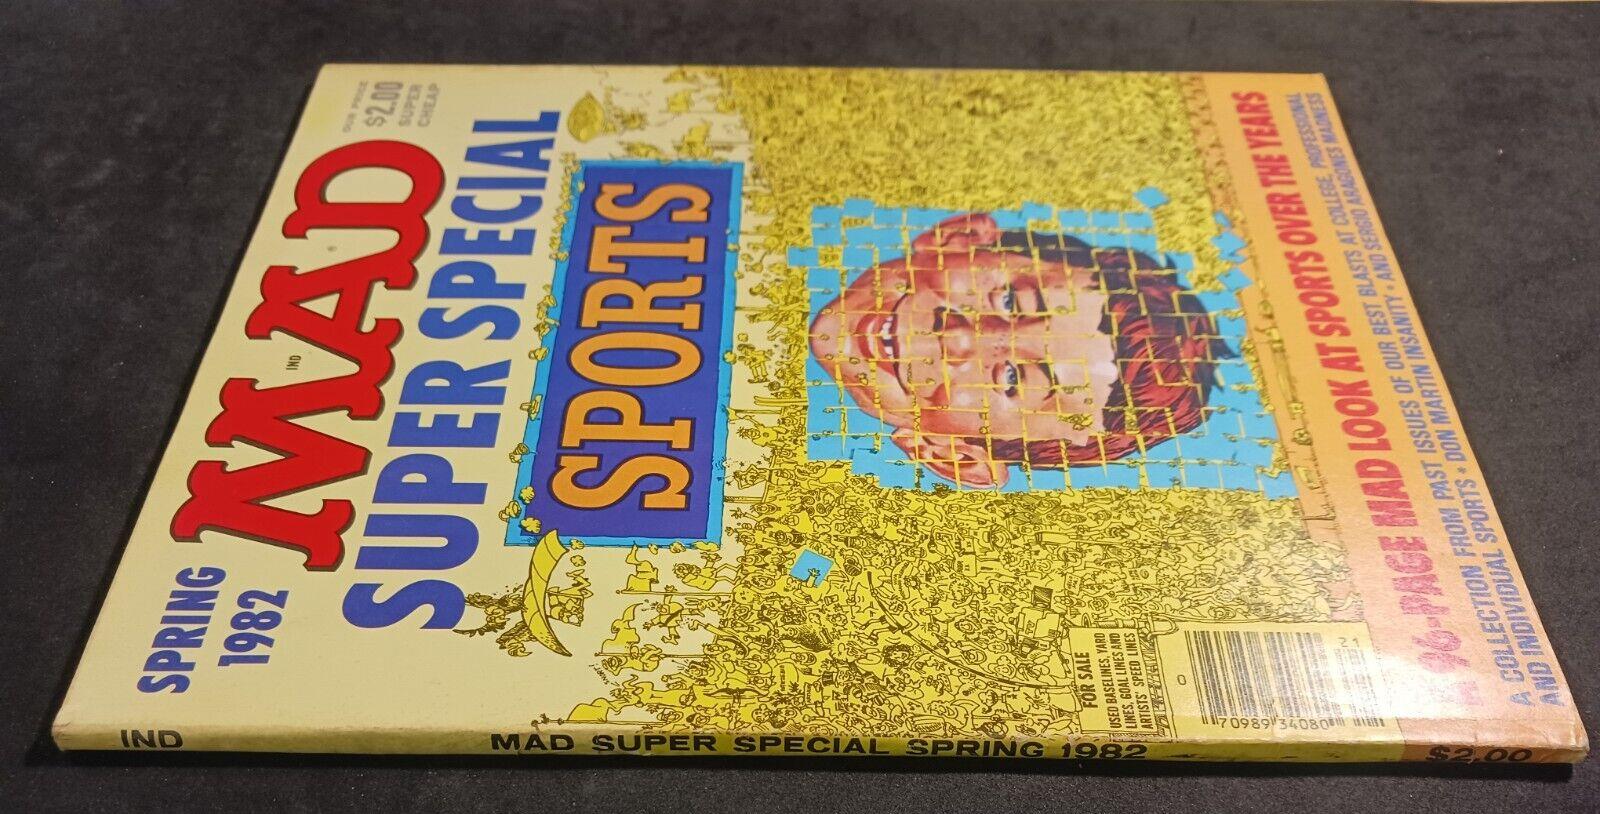 OUR PRICE
$2.00
SUPER
CHEAP
SPRING
1982
MAD
IND
SUPER SPECIAL
SPORTS
FOR SALE
USED BASELINES, YARD
LINES, GOAL LINES AND
ARTISTS' SPEED LINES
0
70989 34080
21
A 96-PAGE MAD LOOK AT SPORTS OVER THE YEARS
A COLLECTION FROM PAST ISSUES OF OUR BEST BLASTS AT COLLEGE, PROFESSIONAL
AND INDIVIDUAL SPORTS • DON MARTIN INSANITY • AND SERGIO ARAGONES MADNESS
IND
MAD SUPER SPECIAL SPRING 1982
$2.00